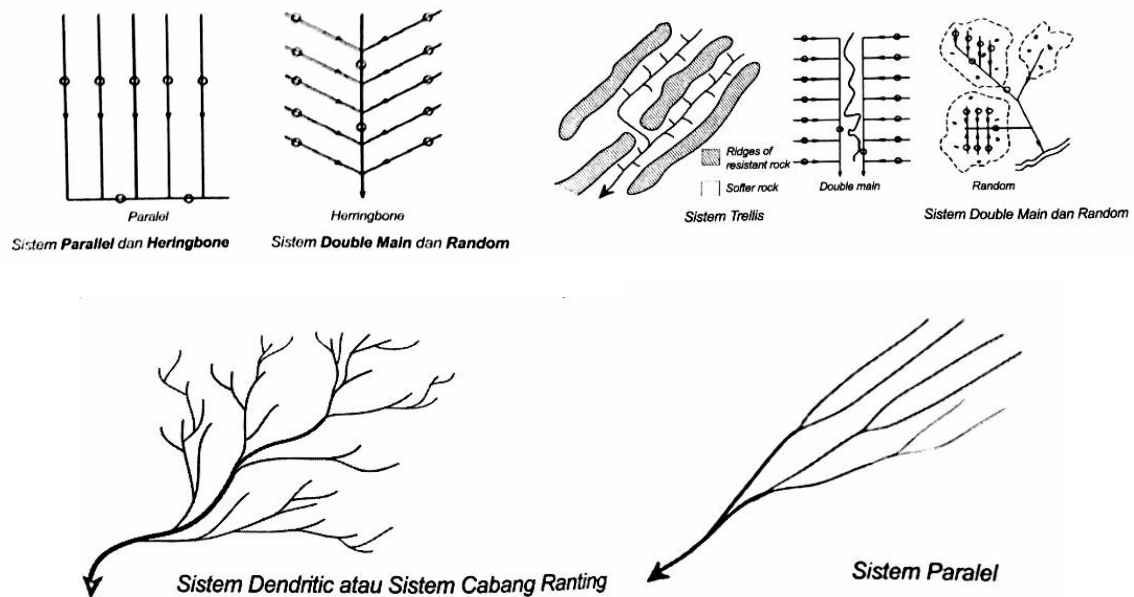 Paralel
Herringbone
Sistem Parallel dan Heringbone
Sistem Double Main dan Random
Ridges of
resistant rock
Softer rock
Sistem Trellis
Double main
Random
Sistem Double Main dan Random
Sistem Dendritic atau Sistem Cabang Ranting
Sistem Paralel